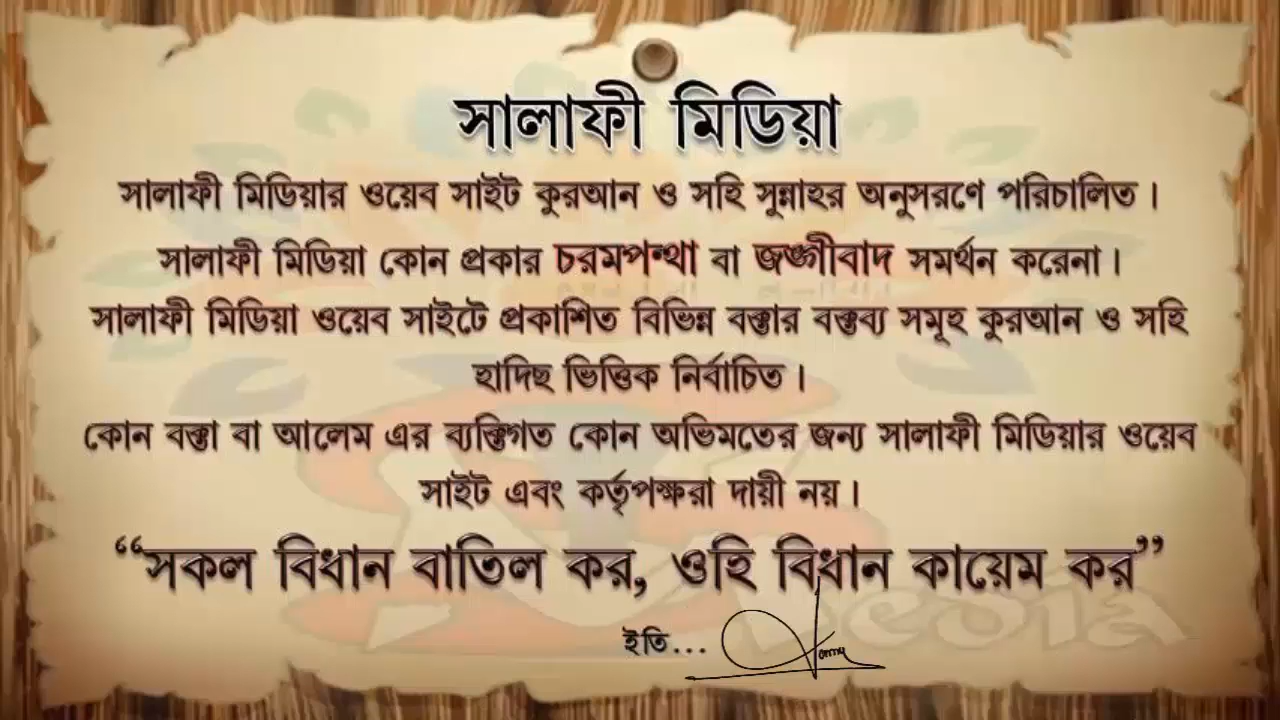 সালাফী মিডিয়া
সালাফী মিডিয়ার ওয়েব সাইট কুরআন ও সহি সুন্নাহর অনুসরণে পরিচালিত।
সালাফী মিডিয়া কোন প্রকার চরমপন্থা বা জঙ্গীবাদ সমর্থন করেনা।
সালাফী মিডিয়া ওয়েব সাইটে প্রকাশিত বিভিন্ন বক্তার বক্তব্য সমূহ কুরআন ও সহি
হাদিছ ভিত্তিক নির্বাচিত।
কোন বক্তা বা আলেম এর ব্যক্তিগত কোন অভিমতের জন্য সালাফী মিডিয়ার ওয়েব
সাইট এবং কর্তৃপক্ষরা দায়ী নয়।
“সকল বিধান বাতিল কর, ওহি বিধান কায়েম কর”
ইতি...